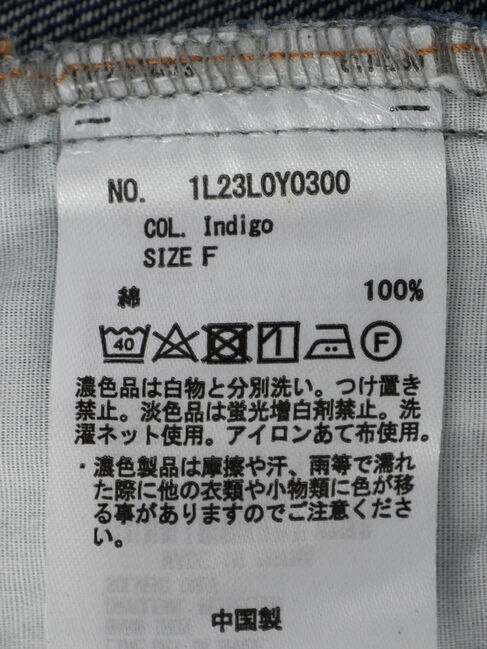 NO. 1L23L0Y0300
COL. Indigo
SIZE F
綿 100%
40 F
濃色品は白物と分別洗い。つけ置き
禁止。淡色品は蛍光増白剤禁止。洗
濯ネット使用。アイロンあて布使用。
・濃色製品は摩擦や汗、雨等で濡れ
た際に他の衣類や小物類に色が移
る事がありますのでご注意くださ
い。
中国製